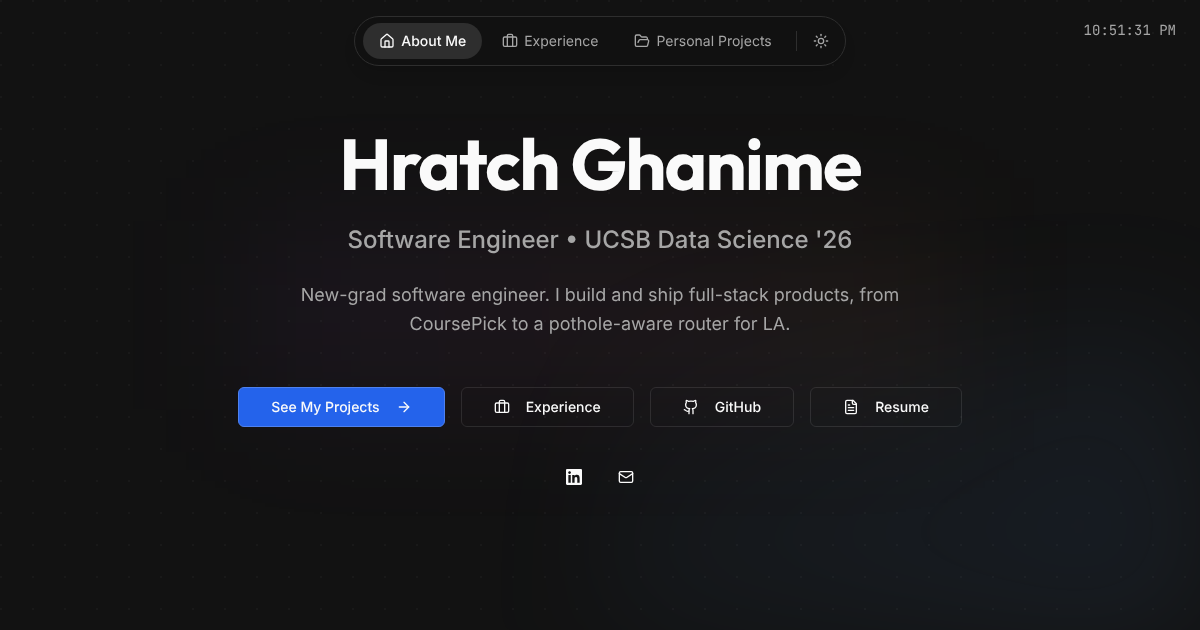 About Me
Experience
Personal Projects
10:51:31 PM
Hratch Ghanime
Software Engineer • UCSB Data Science '26
New-grad software engineer. I build and ship full-stack products, from
CoursePick to a pothole-aware router for LA.
See My Projects
Experience
GitHub
Resume
in